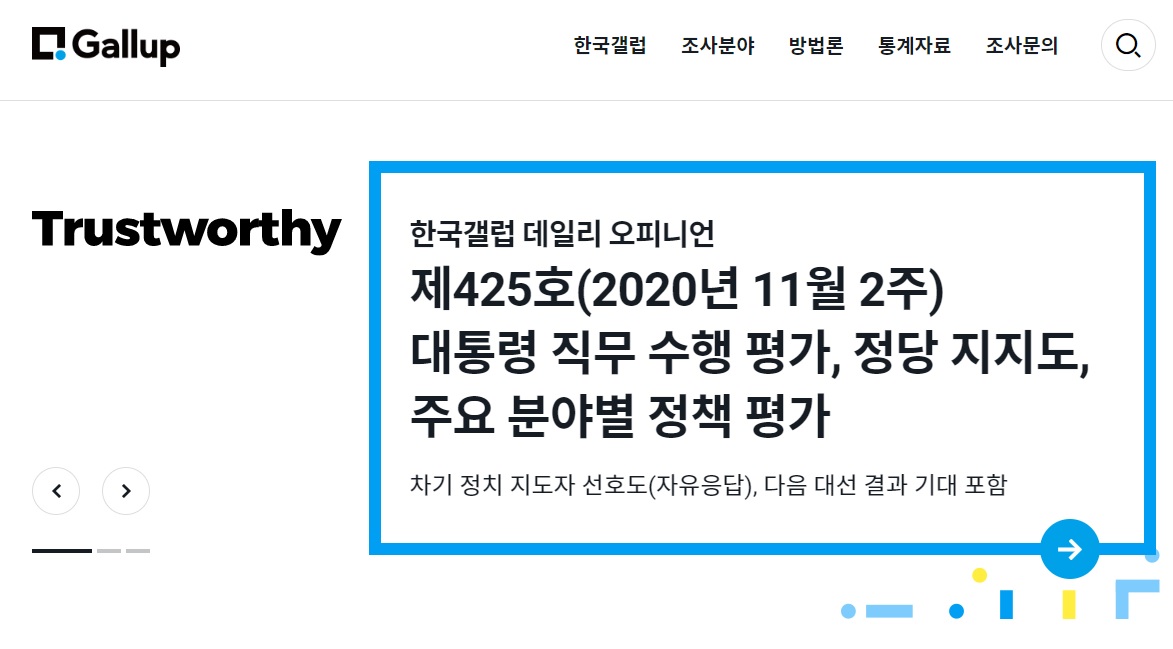 Gallup
한국갤럽 조사분야 방법론 통계자료 조사문의
Trustworthy
한국갤럽 데일리 오피니언
제425호(2020년 11월 2주)
대통령 직무 수행 평가, 정당 지지도,
주요 분야별 정책 평가
차기 정치 지도자 선호도(자유응답), 다음 대선 결과 기대 포함